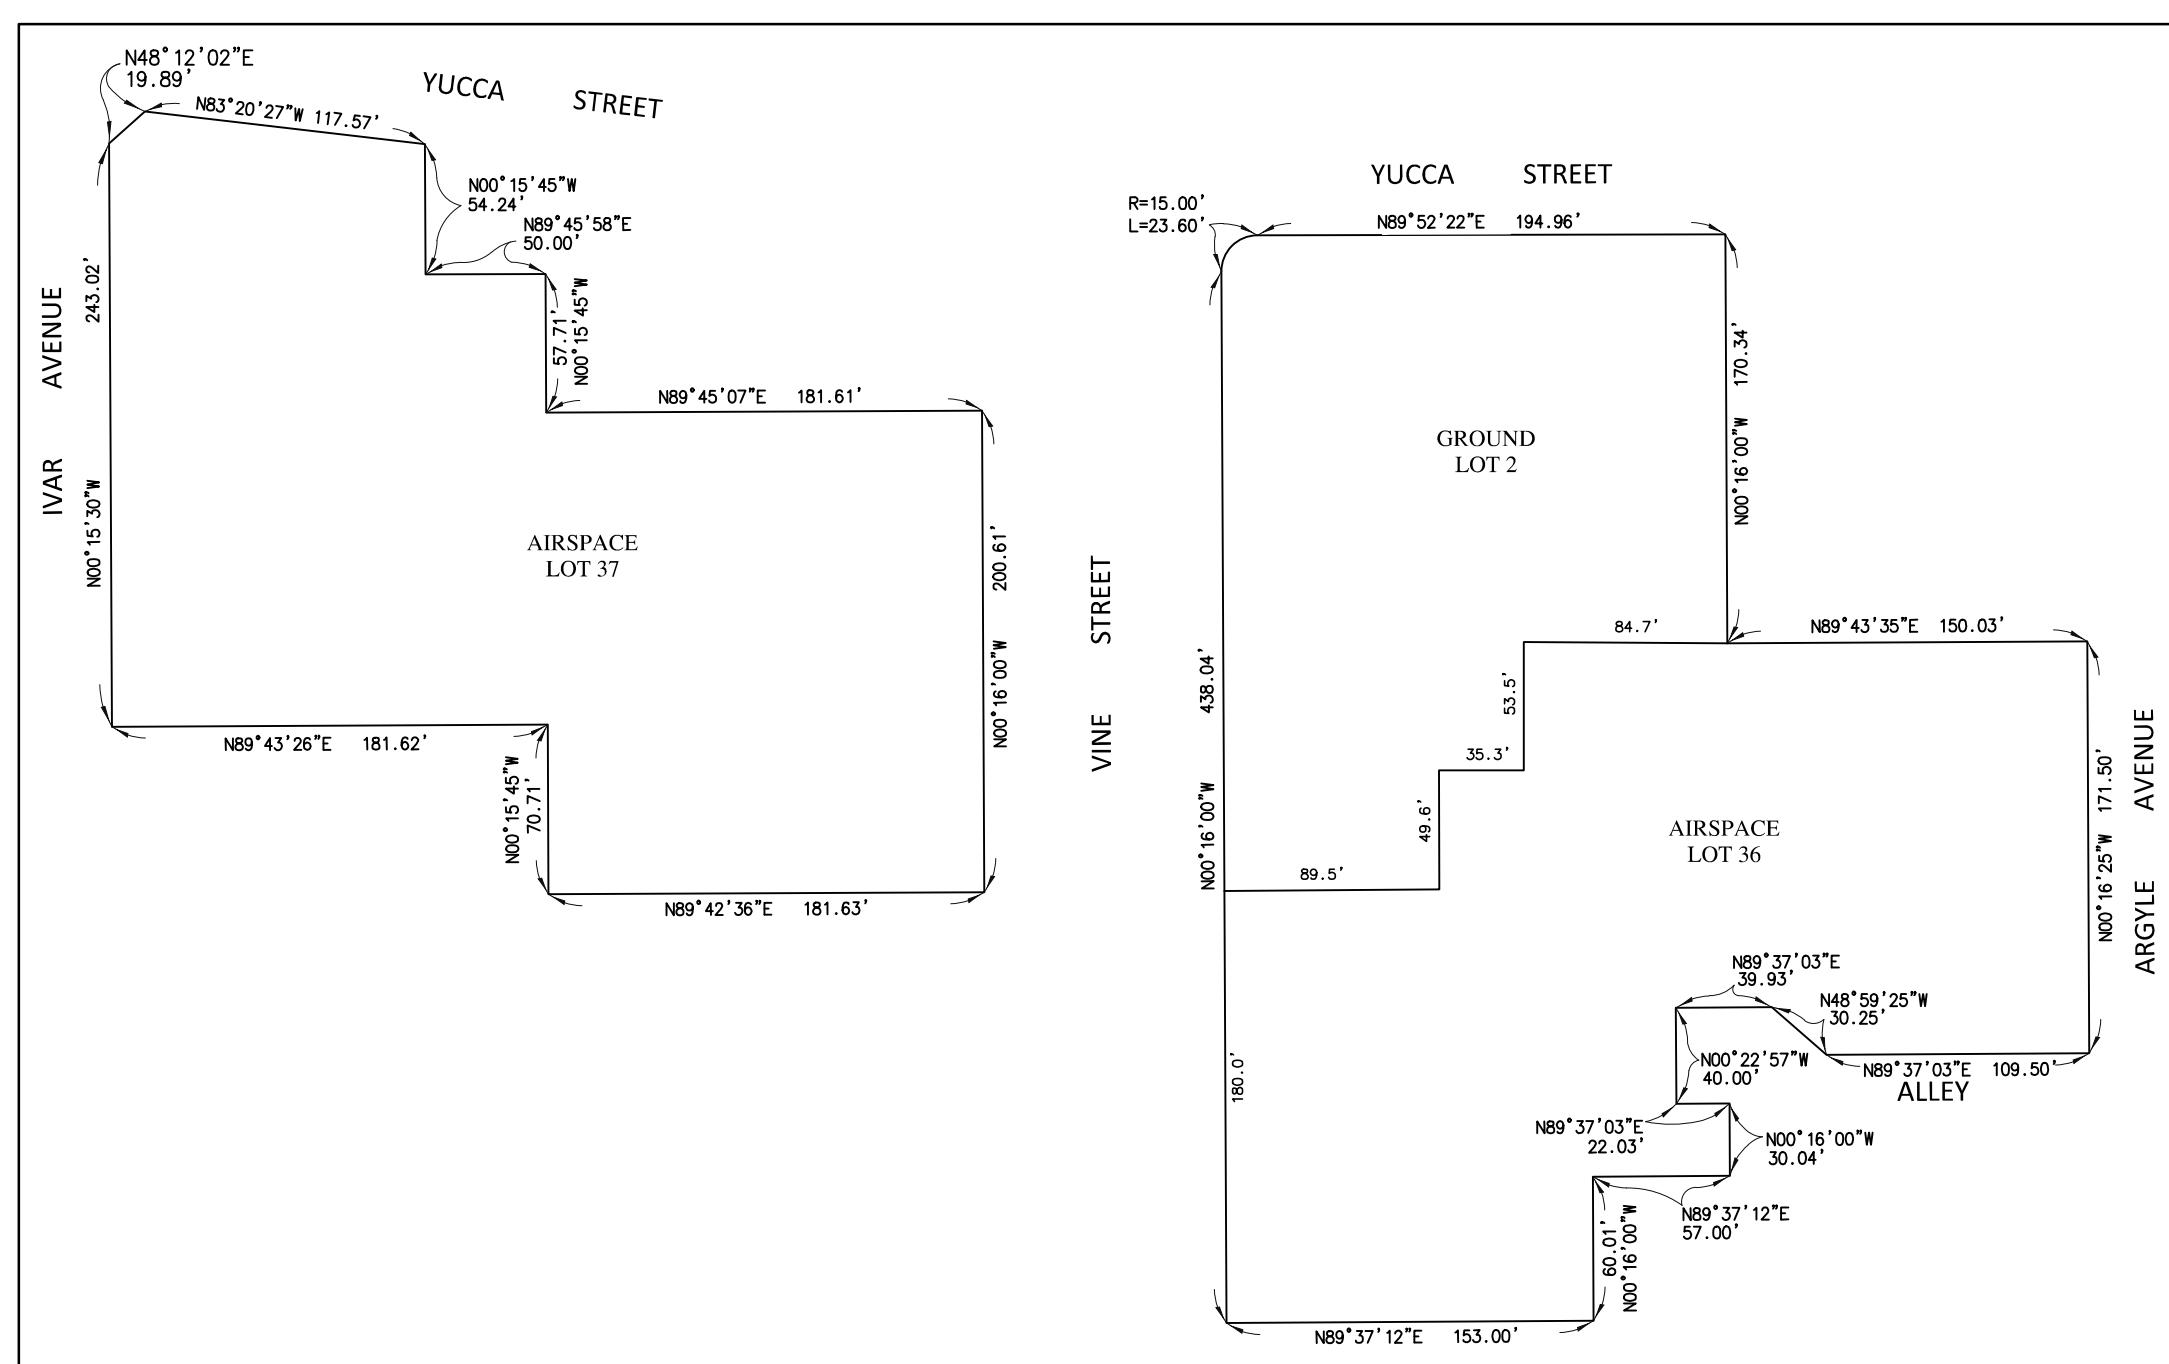 N48°12'02"E
19.89'
N83°20'27"W 117.57'
YUCCA STREET
N00°15'45"W
54.24'
N89°45'58"E
50.00'
243.02'
N00°15'30"W
IVAR AVENUE
57.71'
N00°15'45"W
N89°45'07"E 181.61'
AIRSPACE
LOT 37
200.61'
N00°16'00"W
N89°43'26"E 181.62'
N00°15'45"W
70.71'
N89°42'36"E 181.63'
VINE STREET
YUCCA STREET
R=15.00'
L=23.60'
N89°52'22"E 194.96'
170.34'
N00°16'00"W
GROUND
LOT 2
438.04'
N00°16'00"W
84.7'
N89°43'35"E 150.03'
53.5'
35.3'
49.6'
89.5'
AIRSPACE
LOT 36
N00°16'25"W 171.50'
ARGYLE AVENUE
N89°37'03"E
39.93'
N48°59'25"W
30.25'
N00°22'57"W
40.00'
N89°37'03"E 109.50'
ALLEY
180.0'
N89°37'03"E
22.03'
N00°16'00"W
30.04'
N89°37'12"E
57.00'
60.01'
N00°16'00"W
N89°37'12"E 153.00'